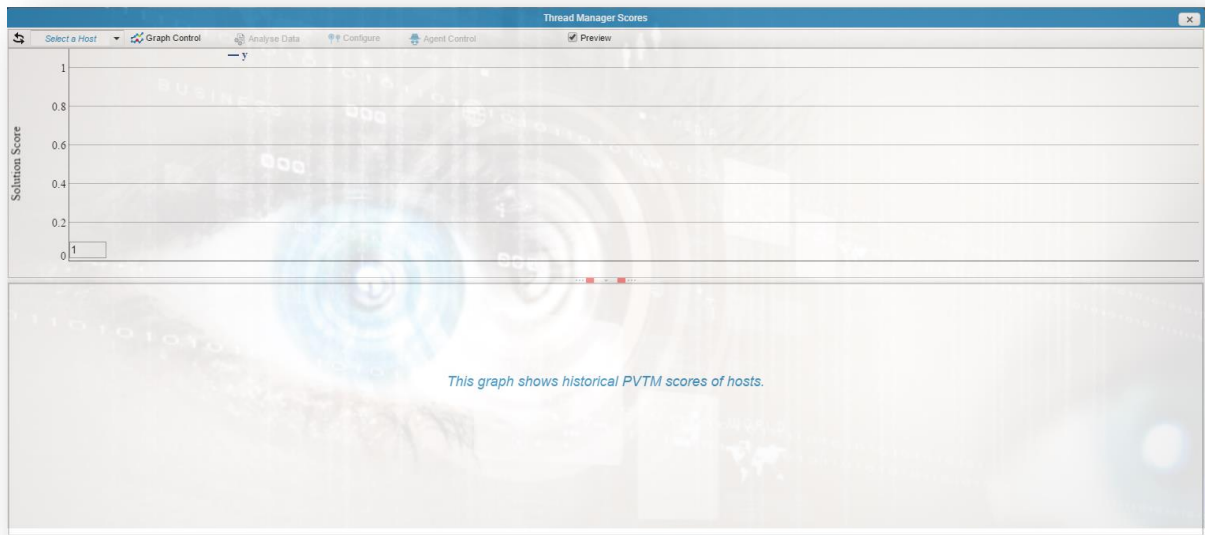 Thread Manager Scores
Select a Host Graph Control Analyse Data Configure Agent Control Preview
y
Solution Score
1
0.8
0.6
0.4
0.2
0
1
BUSINESS
This graph shows historical PVTM scores of hosts.